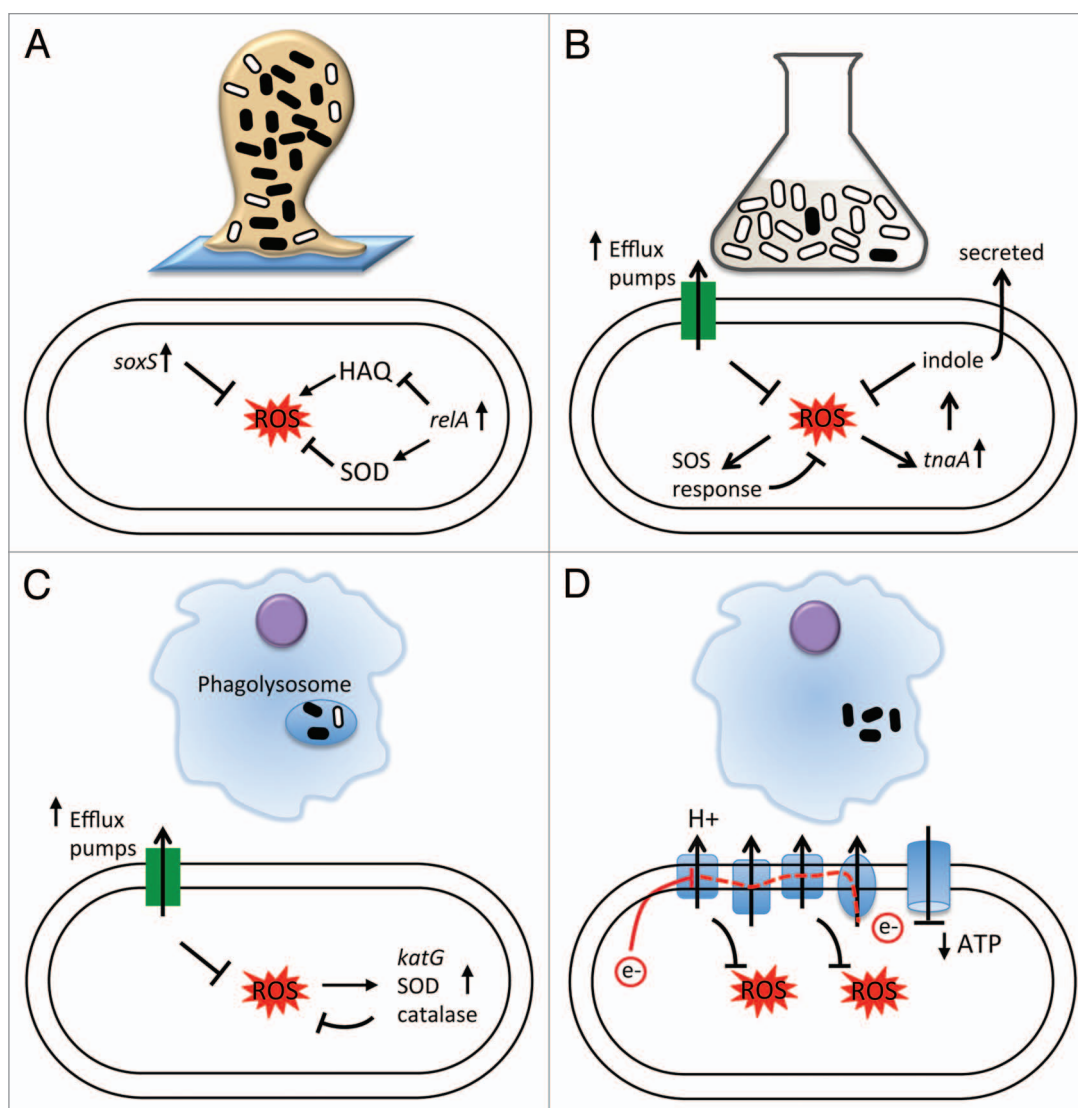 A
soxS
HAQ
ROS
relA
SOD
B
Efflux
pumps
secreted
indole
ROS
SOS
response
tnaA
C
Phagolysosome
Efflux
pumps
katG
ROS
SOD
catalase
D
H+
e-
e-
ATP
ROS
ROS